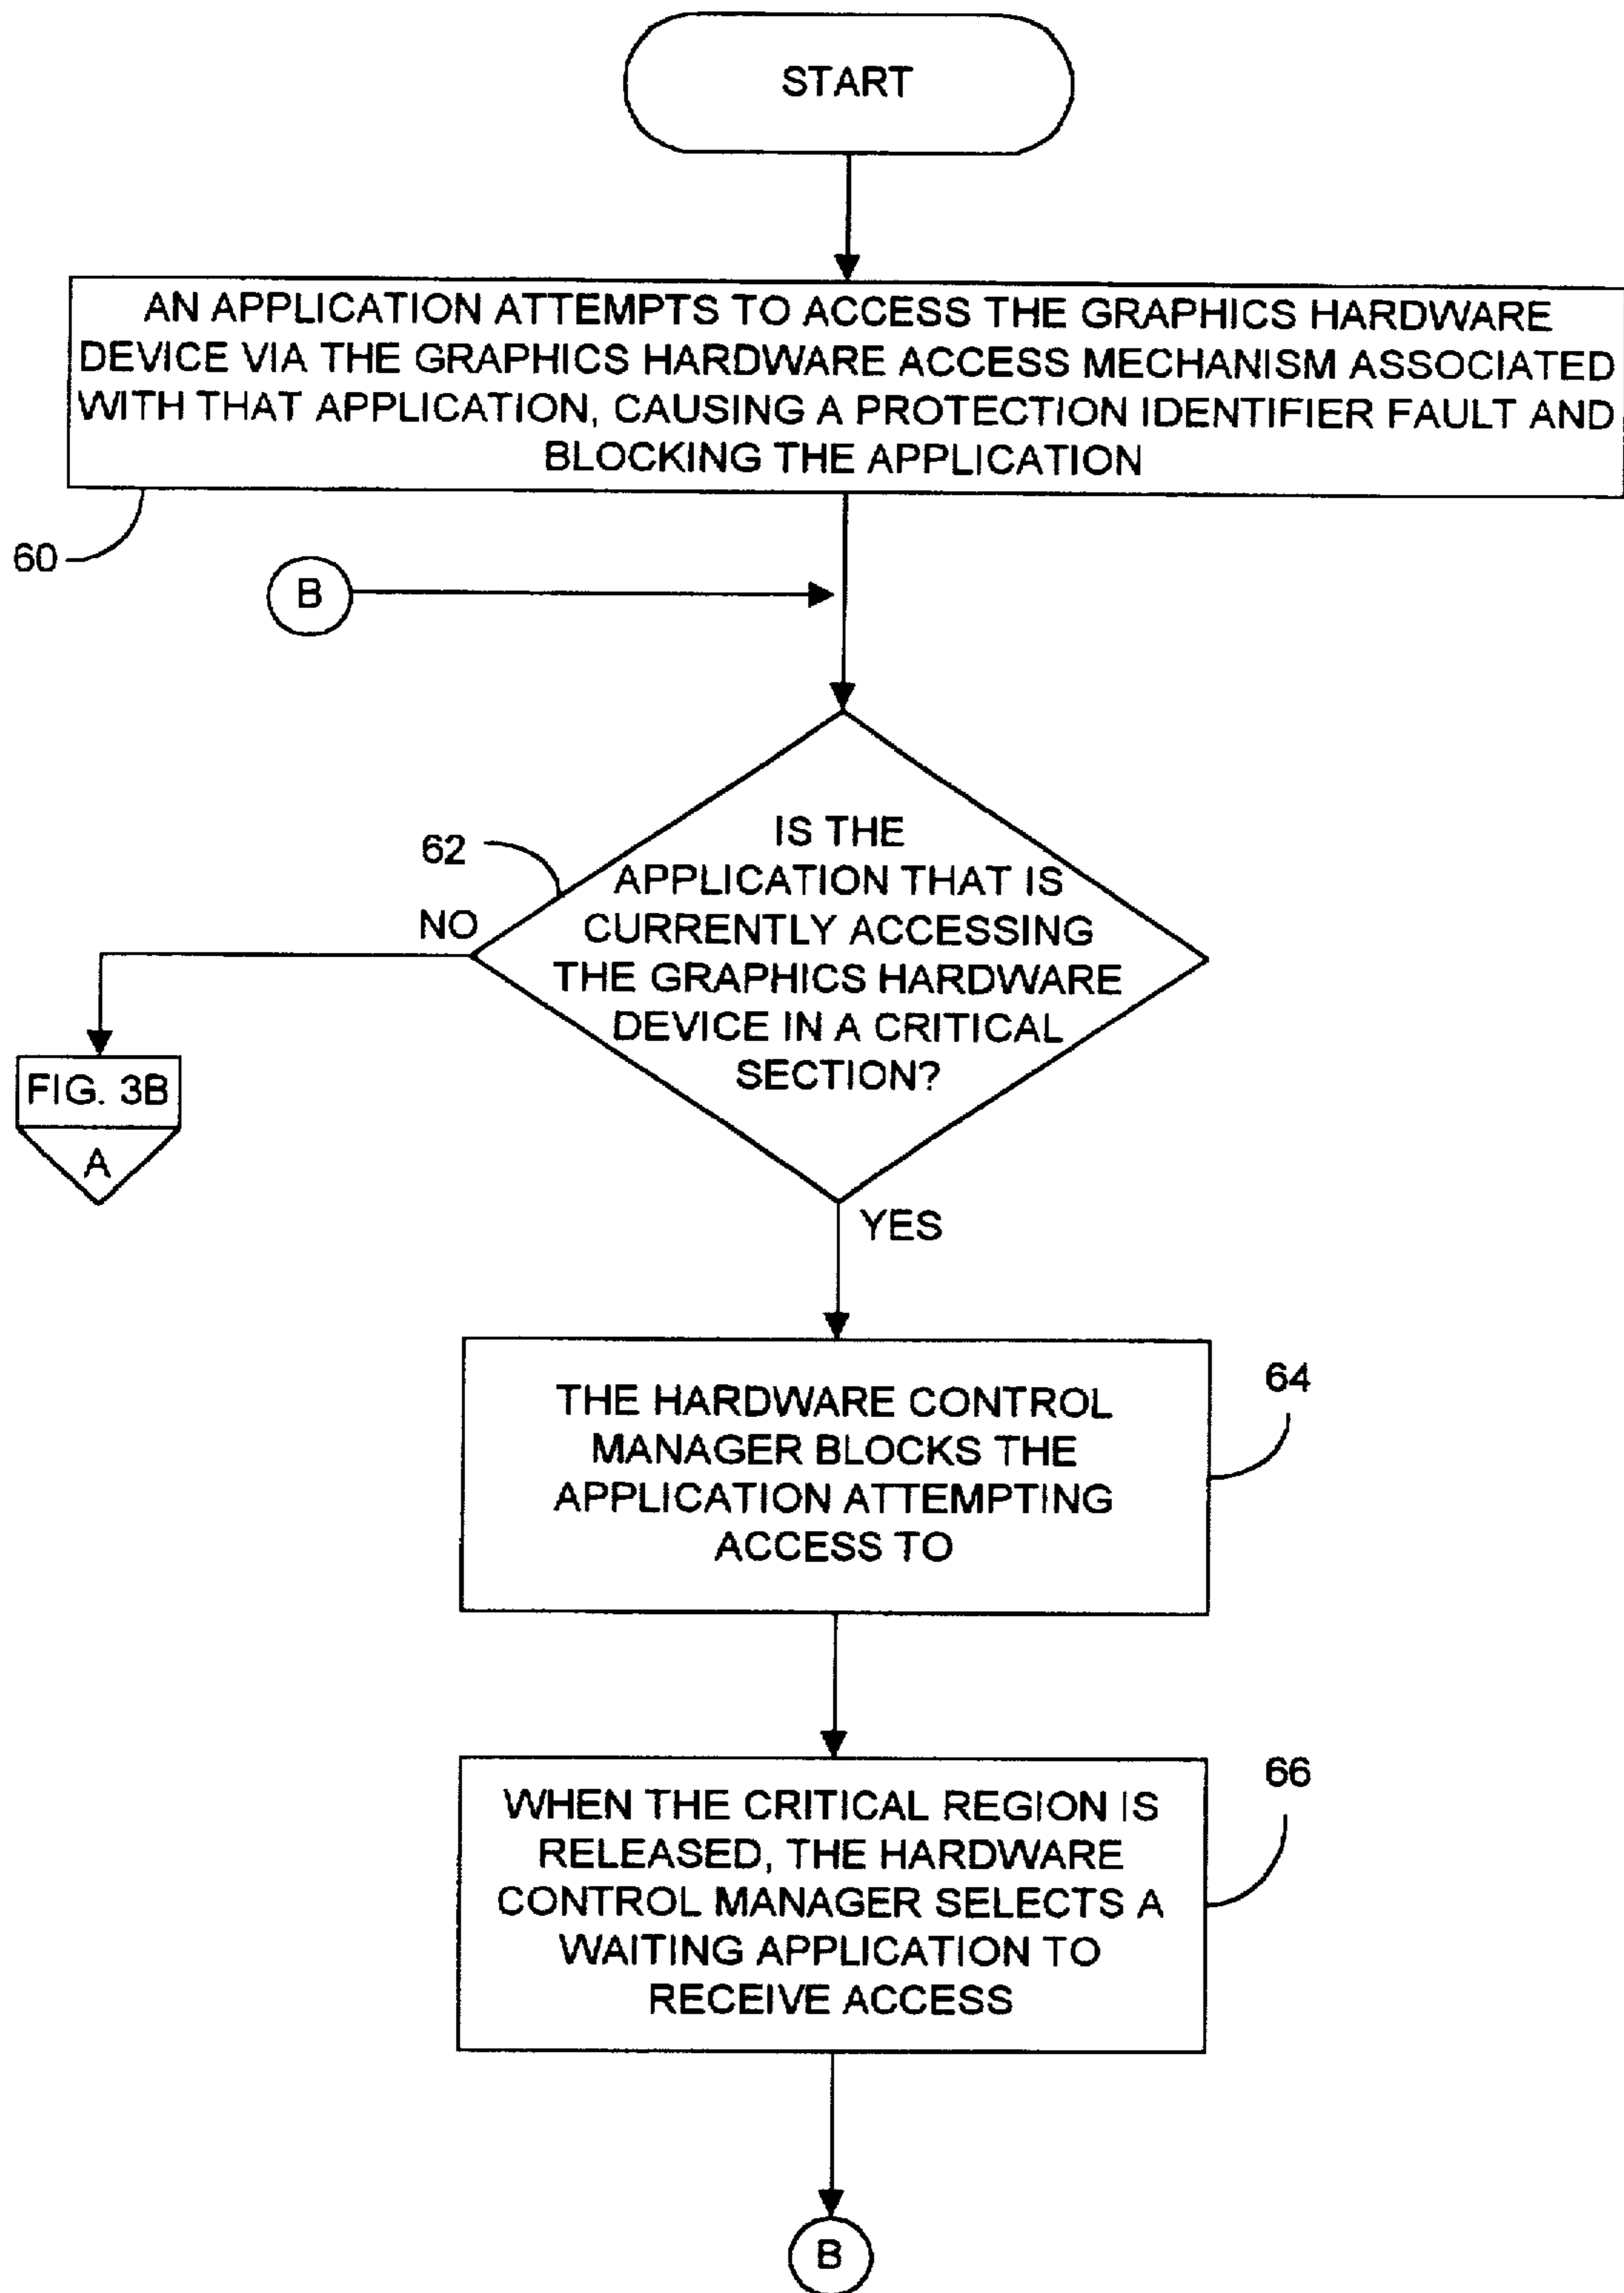 START
AN APPLICATION ATTEMPTS TO ACCESS THE GRAPHICS HARDWARE
DEVICE VIA THE GRAPHICS HARDWARE ACCESS MECHANISM ASSOCIATED
WITH THAT APPLICATION, CAUSING A PROTECTION IDENTIFIER FAULT AND
BLOCKING THE APPLICATION
60
B
62
IS THE
APPLICATION THAT IS
CURRENTLY ACCESSING
THE GRAPHICS HARDWARE
DEVICE IN A CRITICAL
SECTION?
NO
FIG. 3B
A
YES
THE HARDWARE CONTROL
MANAGER BLOCKS THE
APPLICATION ATTEMPTING
ACCESS TO
64
WHEN THE CRITICAL REGION IS
RELEASED, THE HARDWARE
CONTROL MANAGER SELECTS A
WAITING APPLICATION TO
RECEIVE ACCESS
66
B